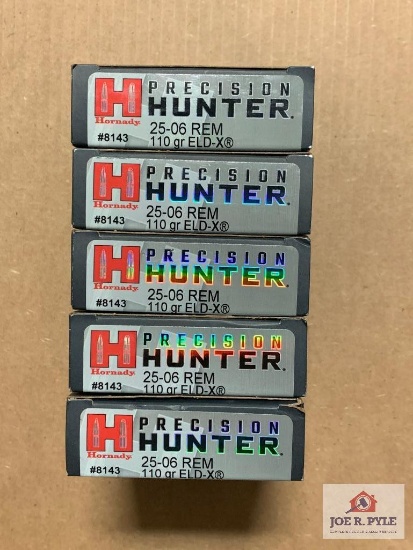 PRECISION
HUNTER.
Hornady
#8143
25-06 REM
110 gr ELD-X®
PRECISION
HUNTER.
Hornady
#8143
25-06 REM
110 gr ELD-X®
PRECISION
HUNTER.
Hornady
#8143
25-06 REM
110 gr ELD-X®
PRECISION
HUNTER.
Hornady
#8143
25-06 REM
110 gr ELD-X®
PRECISION
HUNTER.
Hornady
#8143
25-06 REM
110 gr ELD-X®
JOE R. PYLE